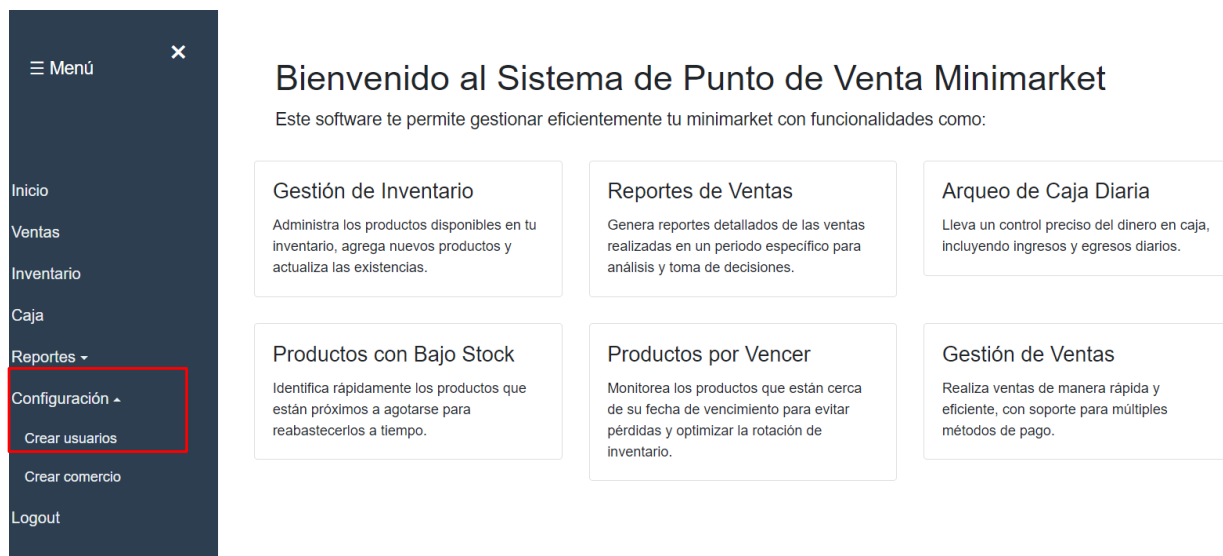 ☰ Menú
×
Inicio
Ventas
Inventario
Caja
Reportes
Configuración
Crear usuarios
Crear comercio
Logout
Bienvenido al Sistema de Punto de Venta Minimarket
Este software te permite gestionar eficientemente tu minimarket con funcionalidades como:
Gestión de Inventario
Administra los productos disponibles en tu
inventario, agrega nuevos productos y
actualiza las existencias.
Reportes de Ventas
Genera reportes detallados de las ventas
realizadas en un periodo específico para
análisis y toma de decisiones.
Arqueo de Caja Diaria
Lleva un control preciso del dinero en caja,
incluyendo ingresos y egresos diarios.
Productos con Bajo Stock
Identifica rápidamente los productos que
están próximos a agotarse para
reabastecerlos a tiempo.
Productos por Vencer
Monitorea los productos que están cerca
de su fecha de vencimiento para evitar
pérdidas y optimizar la rotación de
inventario.
Gestión de Ventas
Realiza ventas de manera rápida y
eficiente, con soporte para múltiples
métodos de pago.